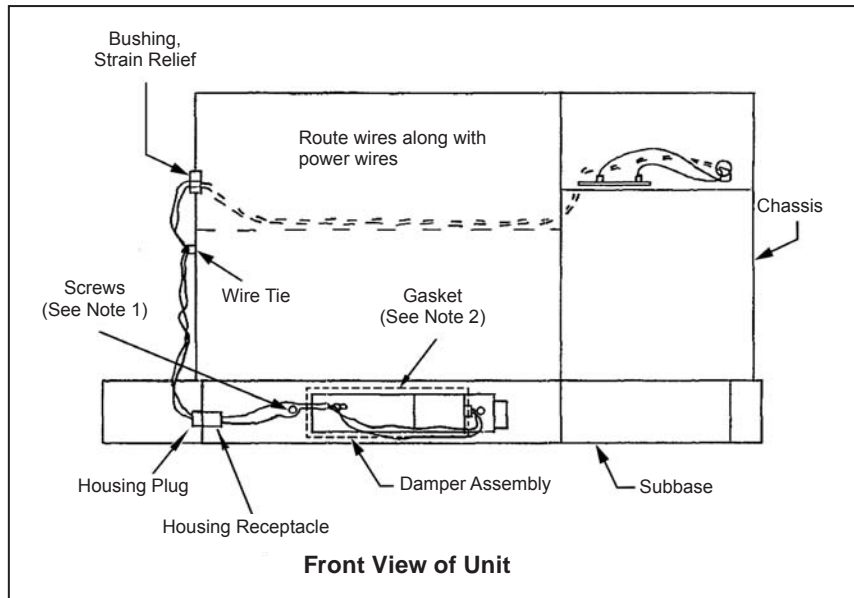 Bushing,
Strain Relief
Route wires along with
power wires
Chassis
Screws
(See Note 1)
Wire Tie
Gasket
(See Note 2)
Housing Plug
Damper Assembly
Subbase
Housing Receptacle
Front View of Unit